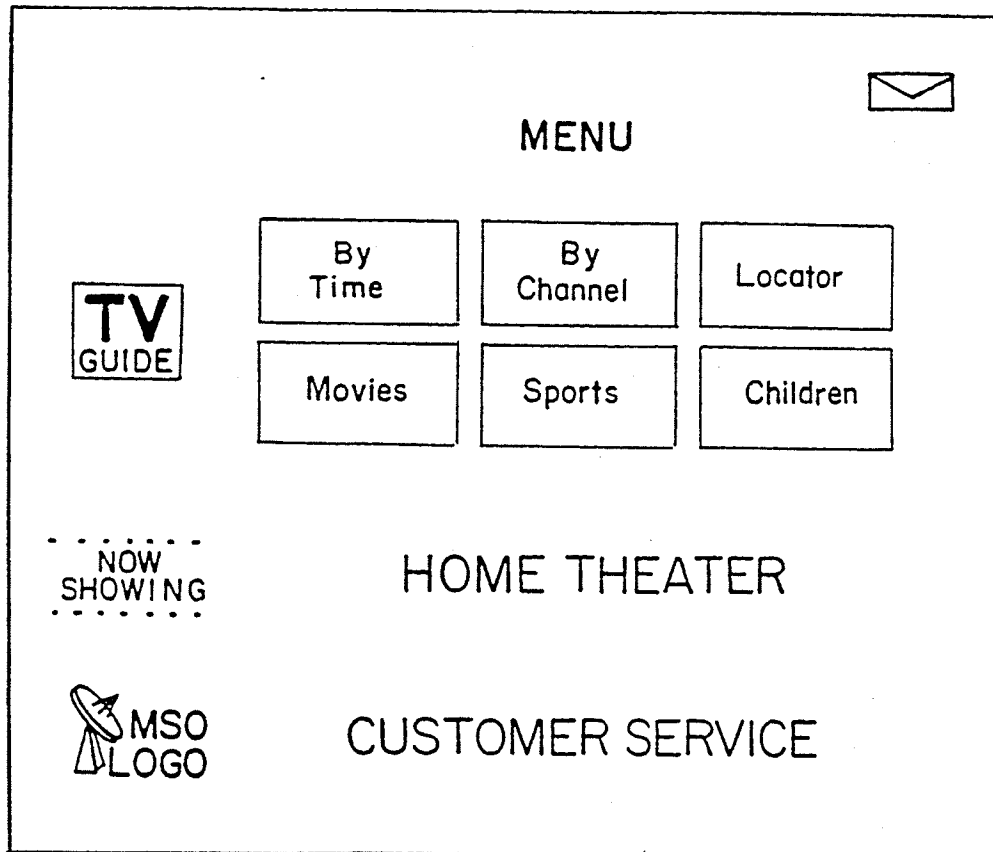 MENU
By
Time
By
Channel
Locator
TV
GUIDE
Movies
Sports
Children
NOW
SHOWING
HOME THEATER
MSO
LOGO
CUSTOMER SERVICE